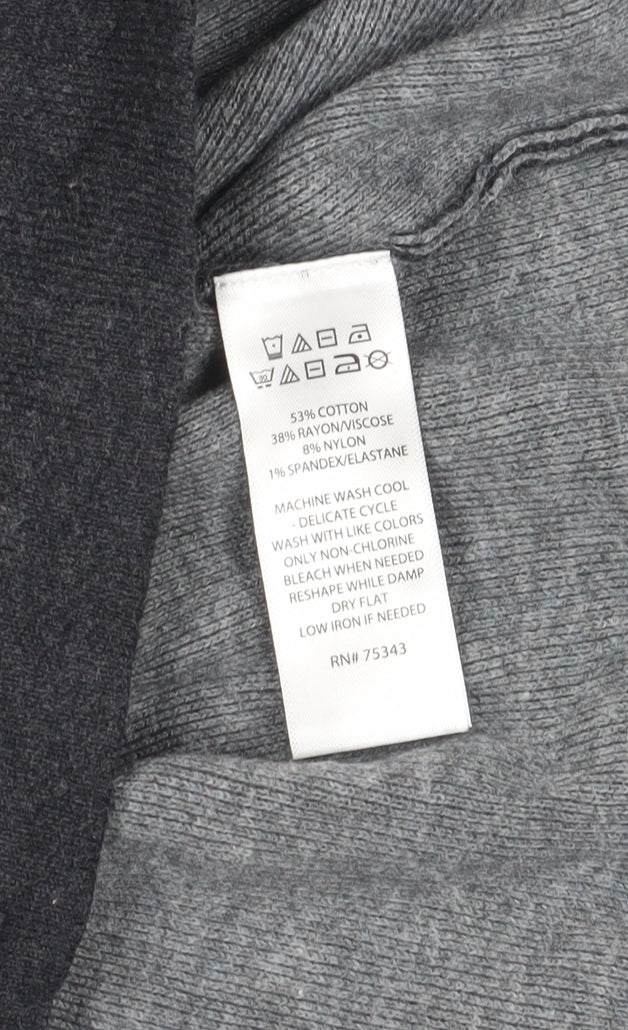 53% COTTON
38% RAYON/VISCOSE
8% NYLON
1% SPANDEX/ELASTANE
MACHINE WASH COOL
- DELICATE CYCLE
WASH WITH LIKE COLORS
ONLY NON-CHLORINE
BLEACH WHEN NEEDED
RESHAPE WHILE DAMP
DRY FLAT
LOW IRON IF NEEDED
RN# 75343